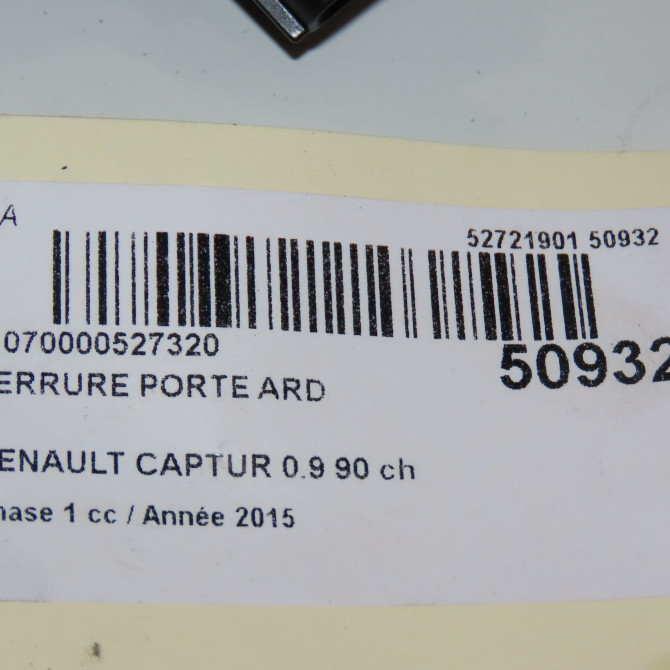 A
52721901 50932
070000527320
50932
ERRURE PORTE ARD
ENAULT CAPTUR 0.9 90 ch
hase 1 cc / Année 2015